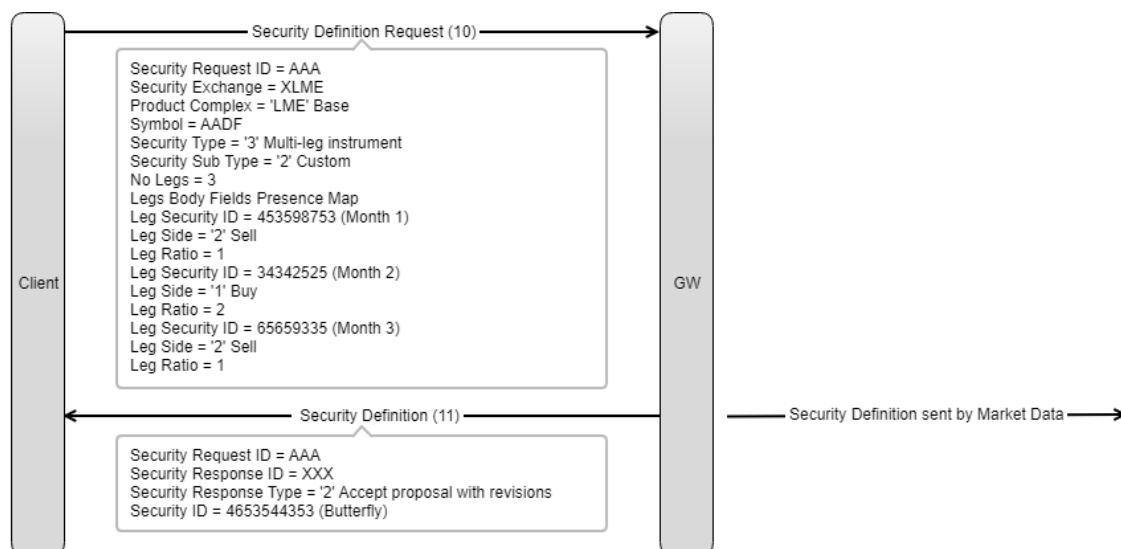 Security Definition Request (10)
Security Request ID = AAA
Security Exchange = XLME
Product Complex = 'LME' Base
Symbol = AADF
Security Type = '3' Multi-leg instrument
Security Sub Type = '2' Custom
No Legs = 3
Legs Body Fields Presence Map
Leg Security ID = 453598753 (Month 1)
Leg Side = '2' Sell
Leg Ratio = 1
Leg Security ID = 34342525 (Month 2)
Leg Side = '1' Buy
Leg Ratio = 2
Leg Security ID = 65659335 (Month 3)
Leg Side = '2' Sell
Leg Ratio = 1
Client
GW
Security Definition (11)
Security Definition sent by Market Data
Security Request ID = AAA
Security Response ID = XXX
Security Response Type = '2' Accept proposal with revisions
Security ID = 4653544353 (Butterfly)